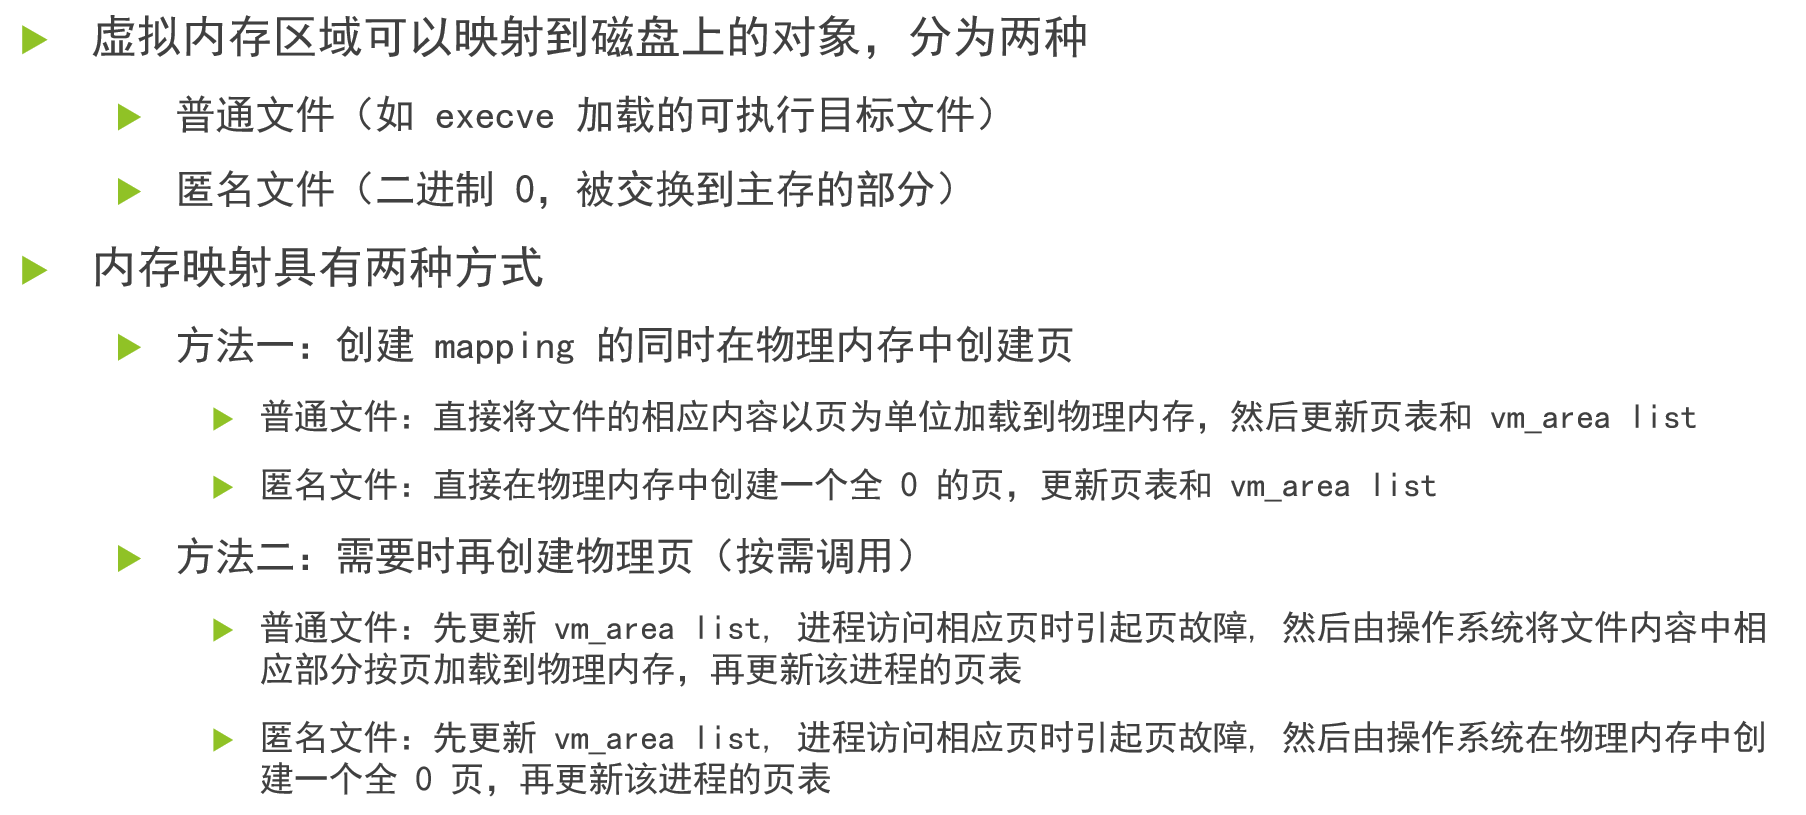 虚拟内存区域可以映射到磁盘上的对象，分为两种
普通文件（如 execve 加载的可执行目标文件）
匿名文件（二进制 0，被交换到主存的部分）
内存映射具有两种方式
方法一：创建 mapping 的同时在物理内存中创建页
普通文件：直接将文件的相应内容以页为单位加载到物理内存，然后更新页表和 vm_area list
匿名文件：直接在物理内存中创建一个全 0 的页，更新页表和 vm_area list
方法二：需要时再创建物理页（按需调用）
普通文件：先更新 vm_area list, 进程访问相应页时引起页故障, 然后由操作系统将文件内容中相
应部分按页加载到物理内存，再更新该进程的页表
匿名文件：先更新 vm_area list, 进程访问相应页时引起页故障, 然后由操作系统在物理内存中创
建一个全 0 页，再更新该进程的页表